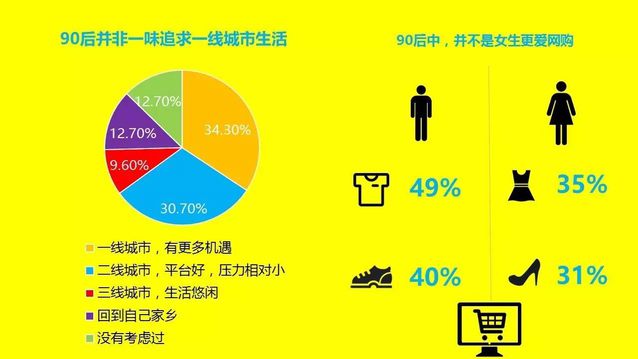 90后并非一味追求一线城市生活
12.70%
34.30%
12.70%
9.60%
30.70%
一线城市，有更多机遇
二线城市，平台好，压力相对小
三线城市，生活悠闲
回到自己家乡
没有考虑过
90后中，并不是女生更爱网购
49%
35%
40%
31%